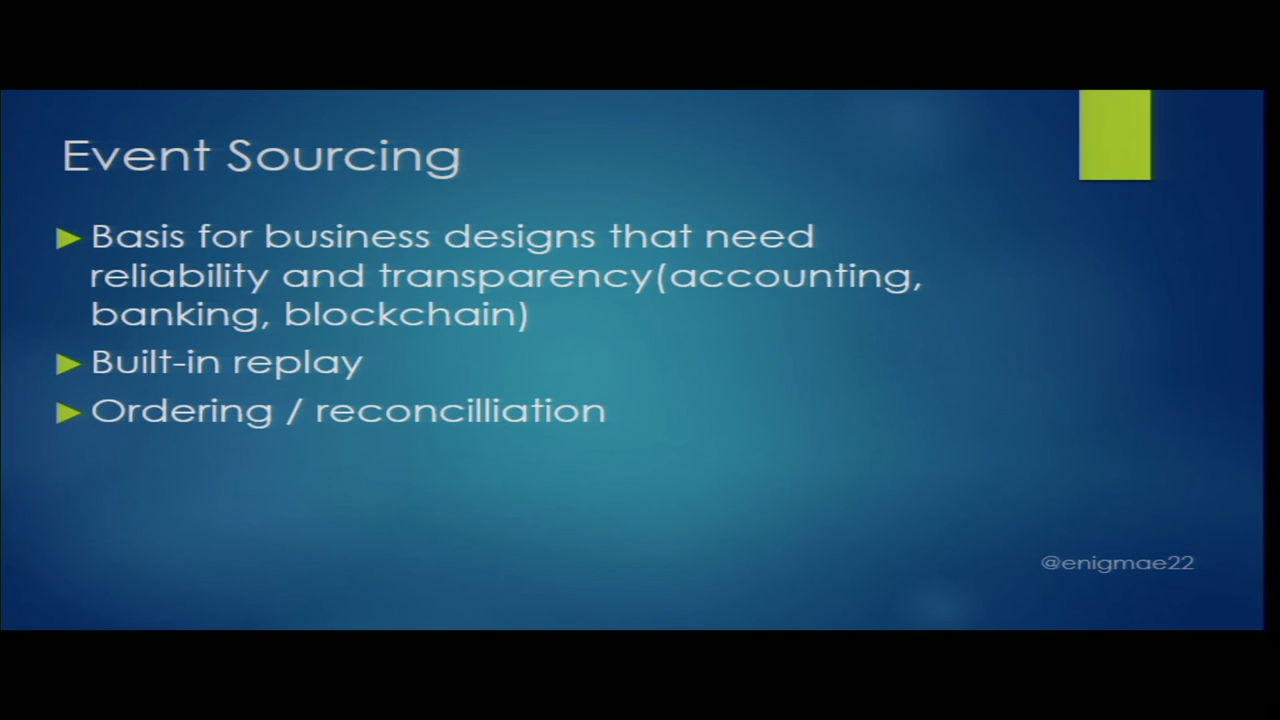 Event Sourcing
Basis for business designs that need
reliability and transparency(accounting,
banking, blockchain)
Built-in replay
Ordering / reconcilliation
@enigmae22